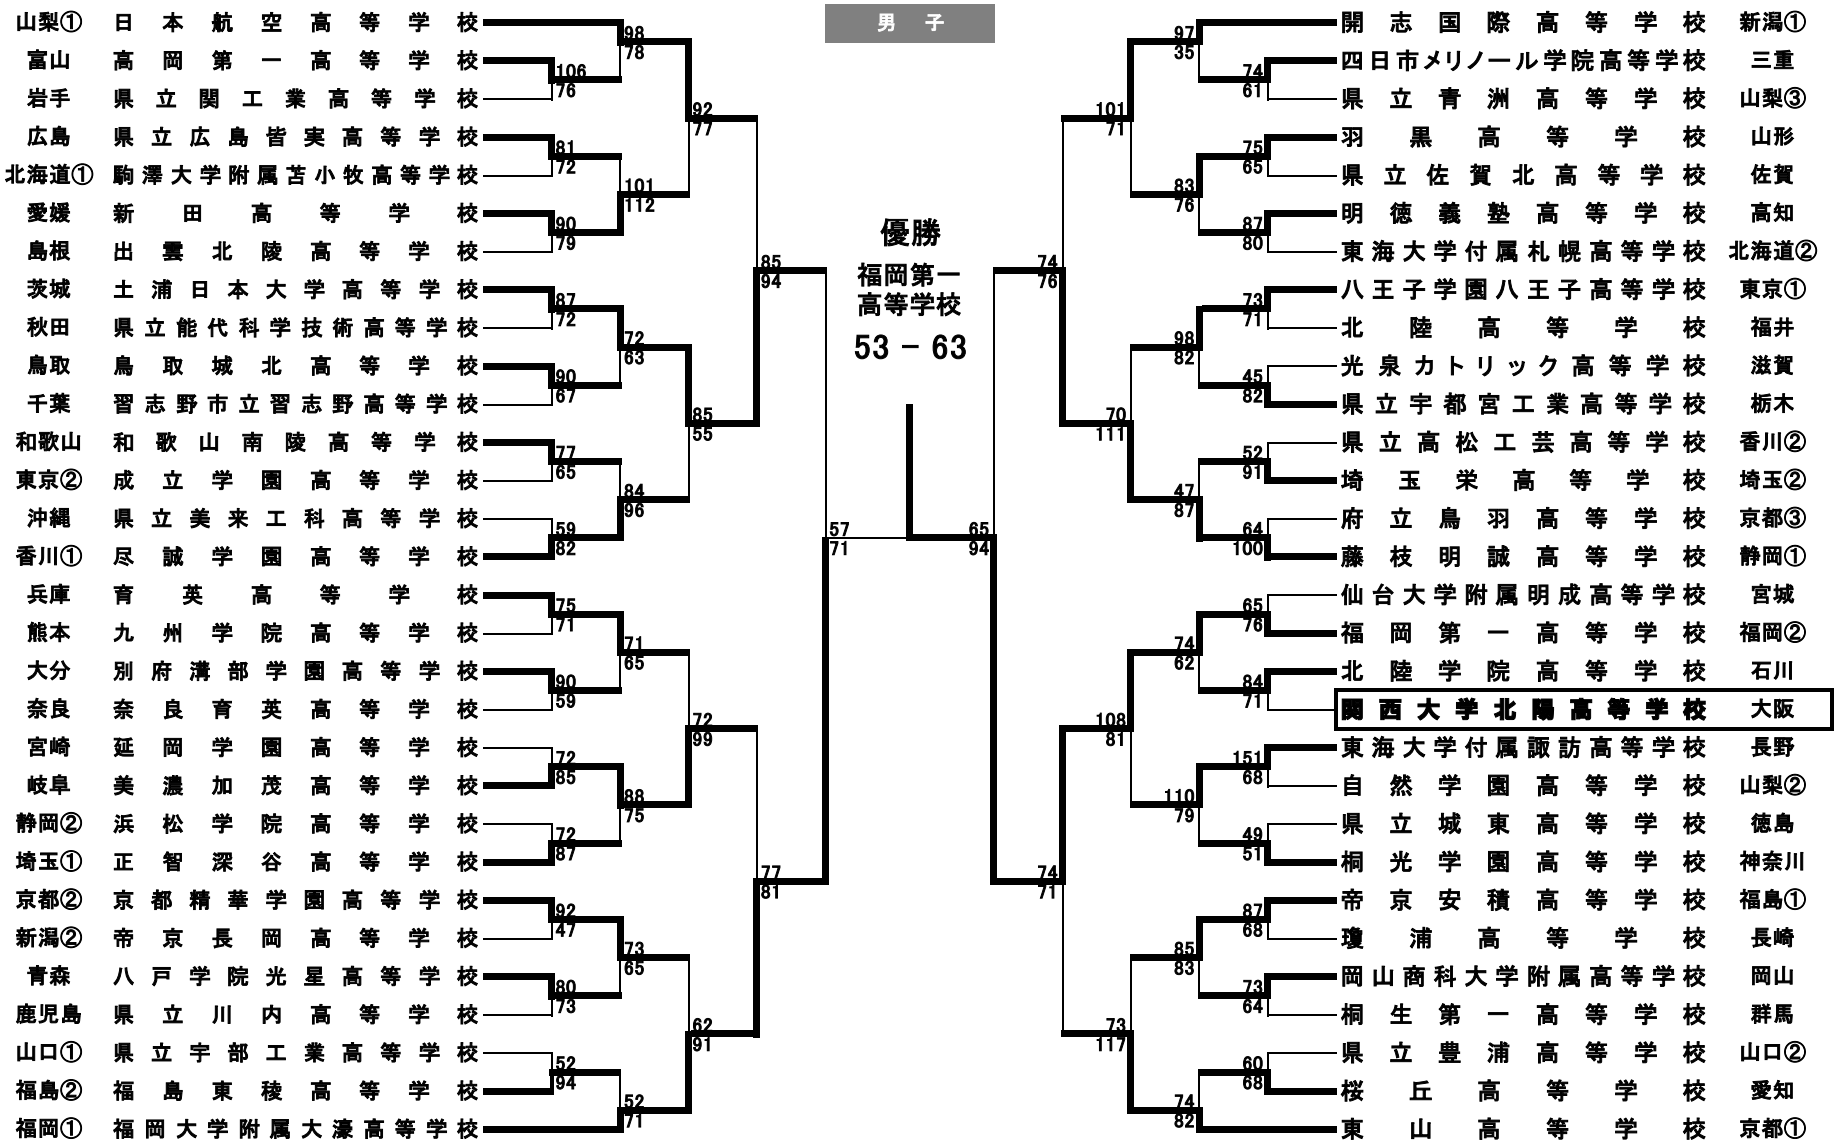 男 子
山梨① 日本航空高等学校
富山 高岡第一高等学校
岩手 県立関工業高等学校
広島 県立広島皆実高等学校
北海道① 駒澤大学附属苫小牧高等学校
愛媛 新田高等学校
島根 出雲北陵高等学校
茨城 土浦日本大学高等学校
秋田 県立能代科学技術高等学校
鳥取 鳥取城北高等学校
千葉 習志野市立習志野高等学校
和歌山 和歌山南陵高等学校
東京② 成立学園高等学校
沖縄 県立美来工科高等学校
香川① 尽誠学園高等学校
兵庫 育英高等学校
熊本 九州学院高等学校
大分 別府溝部学園高等学校
奈良 奈良育英高等学校
宮崎 延岡学園高等学校
岐阜 美濃加茂高等学校
静岡② 浜松学院高等学校
埼玉① 正智深谷高等学校
京都② 京都精華学園高等学校
新潟② 帝京長岡高等学校
青森 八戸学院光星高等学校
鹿児島 県立川内高等学校
山口① 県立宇部工業高等学校
福島② 福島東稜高等学校
福岡① 福岡大学附属大濠高等学校
106
76
81
72
90
79
87
72
90
67
77
65
59
82
75
71
90
59
72
85
72
87
92
47
80
73
52
94
98
78
101
112
72
63
84
96
71
65
88
75
73
65
52
71
92
77
85
55
72
99
62
91
85
94
77
81
57
71
優勝
福岡第一
高等学校
53 － 63
65
94
74
76
74
71
101
71
70
111
108
81
73
117
97
35
83
76
98
82
47
87
74
62
110
79
85
83
74
82
74
61
75
65
87
80
73
71
45
82
52
91
64
100
65
76
84
71
151
68
49
51
87
68
73
64
60
68
開志国際高等学校 新潟①
四日市メリノール学院高等学校 三重
県立青洲高等学校 山梨③
羽黒高等学校 山形
県立佐賀北高等学校 佐賀
明徳義塾高等学校 高知
東海大学付属札幌高等学校 北海道②
八王子学園八王子高等学校 東京①
北陸高等学校 福井
光泉カトリック高等学校 滋賀
県立宇都宮工業高等学校 栃木
県立高松工芸高等学校 香川②
埼玉栄高等学校 埼玉②
府立鳥羽高等学校 京都③
藤枝明誠高等学校 静岡①
仙台大学附属明成高等学校 宮城
福岡第一高等学校 福岡②
北陸学院高等学校 石川
関西大学北陽高等学校 大阪
東海大学付属諏訪高等学校 長野
自然学園高等学校 山梨②
県立城東高等学校 徳島
桐光学園高等学校 神奈川
帝京安積高等学校 福島①
瓊浦高等学校 長崎
岡山商科大学附属高等学校 岡山
桐生第一高等学校 群馬
県立豊浦高等学校 山口②
桜丘高等学校 愛知
東山高等学校 京都①